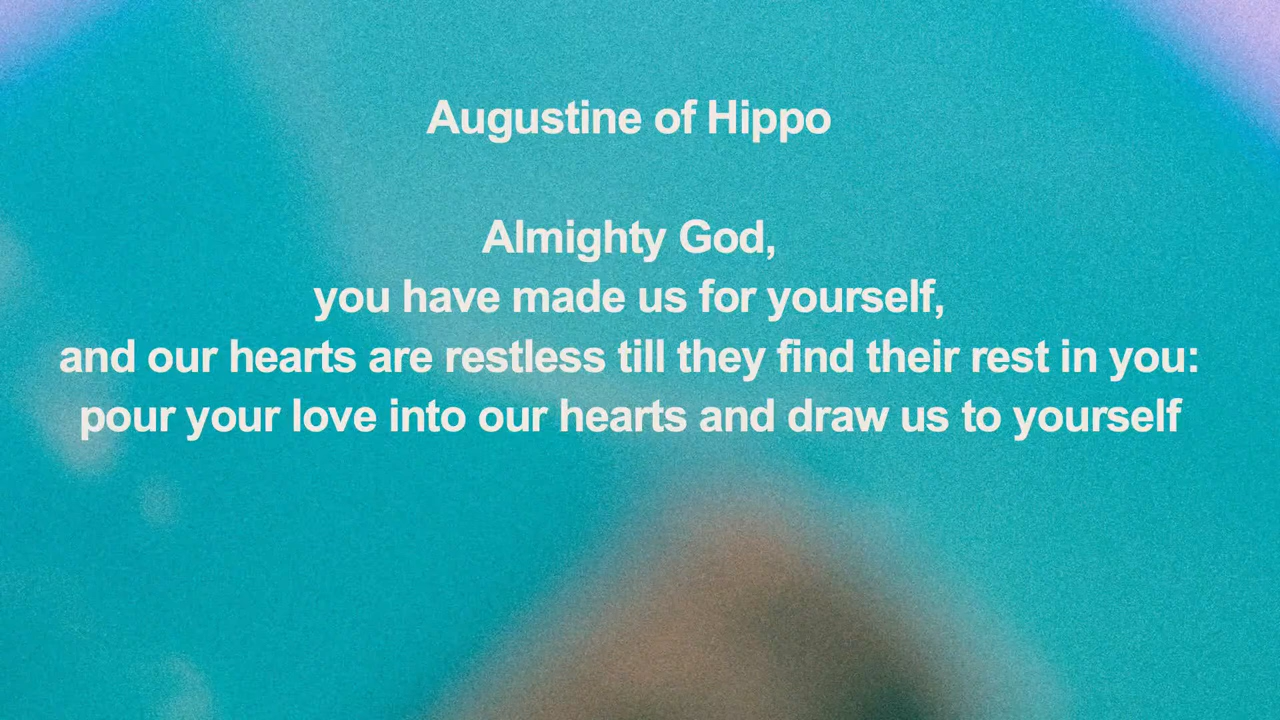 Augustine of Hippo
Almighty God,
you have made us for yourself,
and our hearts are restless till they find their rest in you:
pour your love into our hearts and draw us to yourself